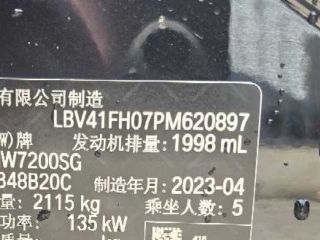 有限公司制造
LBV41FH07PM620897
W)牌 发动机排量: 1998 mL
W7200SG
B48B20C 制造年月: 2023-04
量: 2115 kg 乘坐人数: 5
率: 135 kW